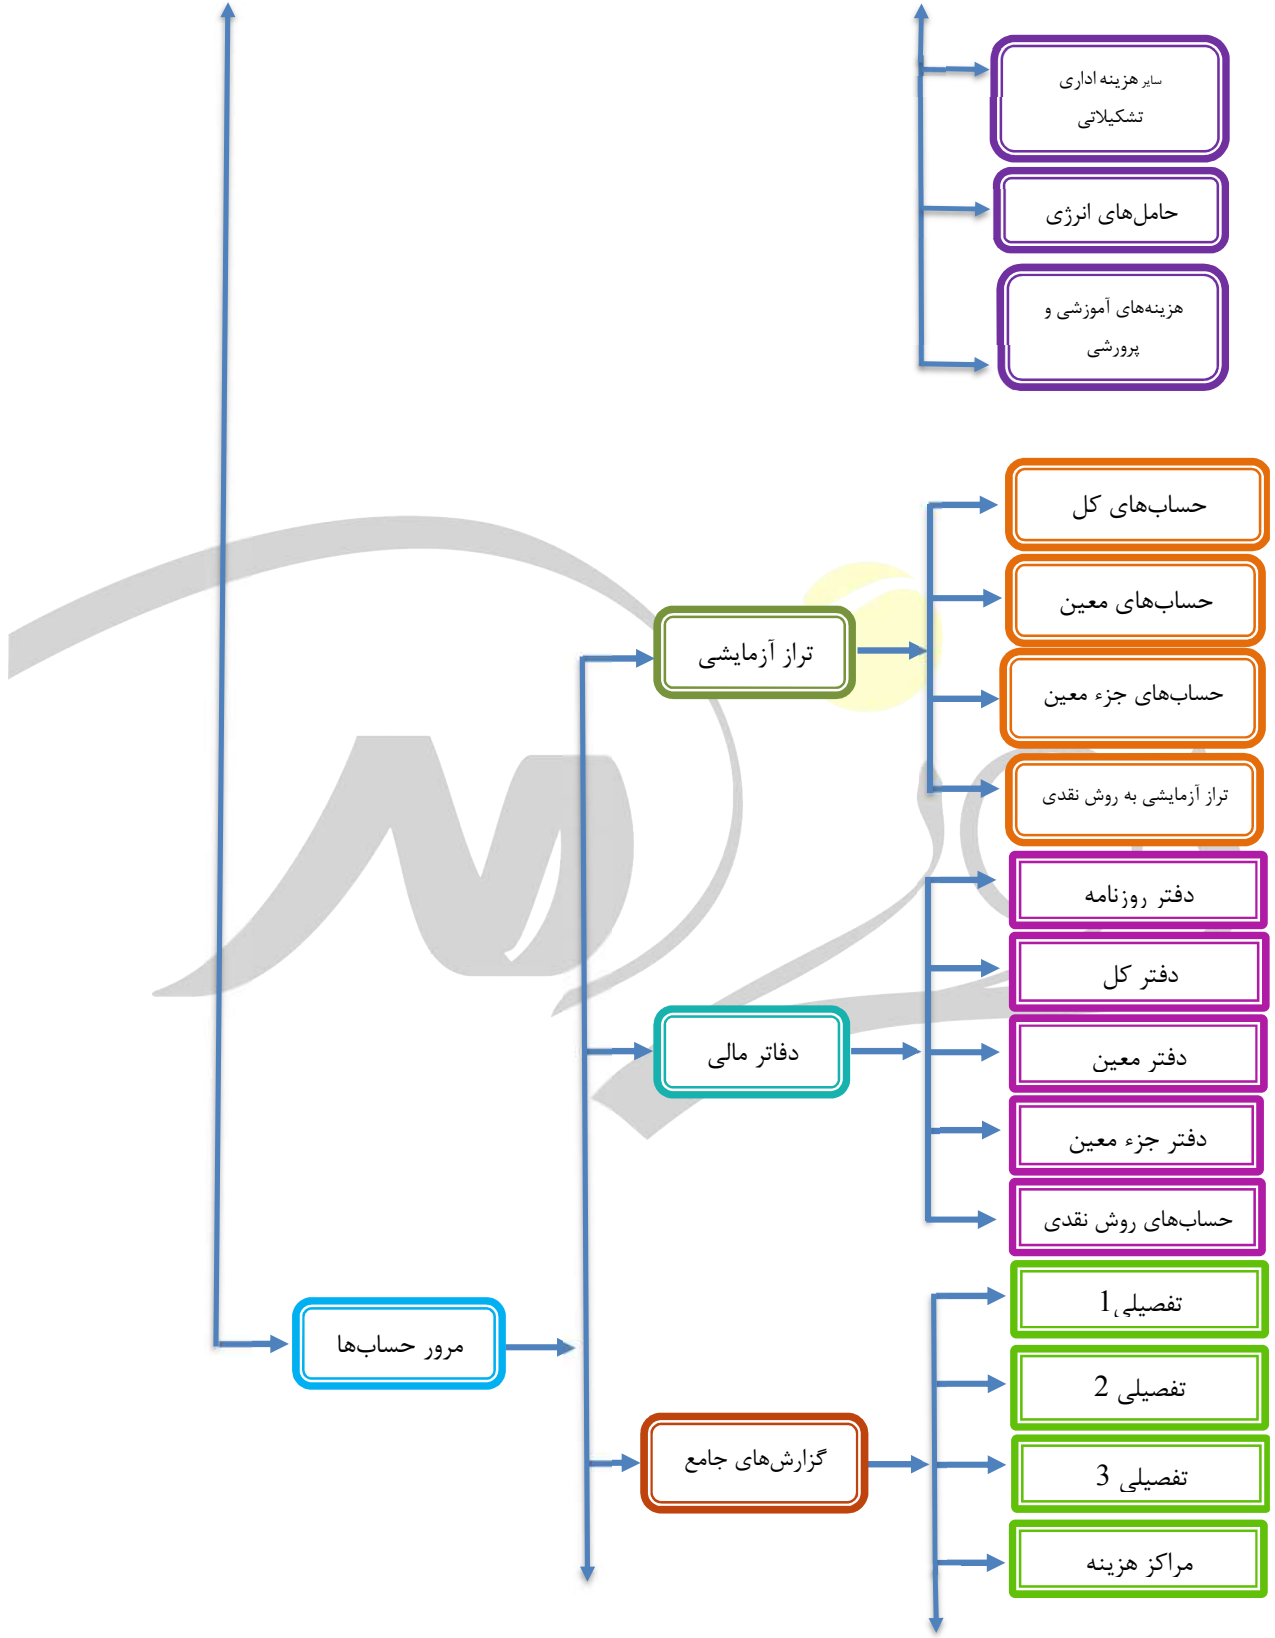 سایر هزینه اداری
تشکیلاتی
حامل‌های انرژی
هزینه‌های آموزشی و
پرورشی
حساب‌های کل
حساب‌های معین
تراز آزمایشی
حساب‌های جزء معین
تراز آزمایشی به روش نقدی
دفتر روزنامه
دفتر کل
دفاتر مالی
دفتر معین
دفتر جزء معین
حساب‌های روش نقدی
تفصیلی1
مرور حساب‌ها
تفصیلی 2
گزارش‌های جامع
تفصیلی 3
مراکز هزینه